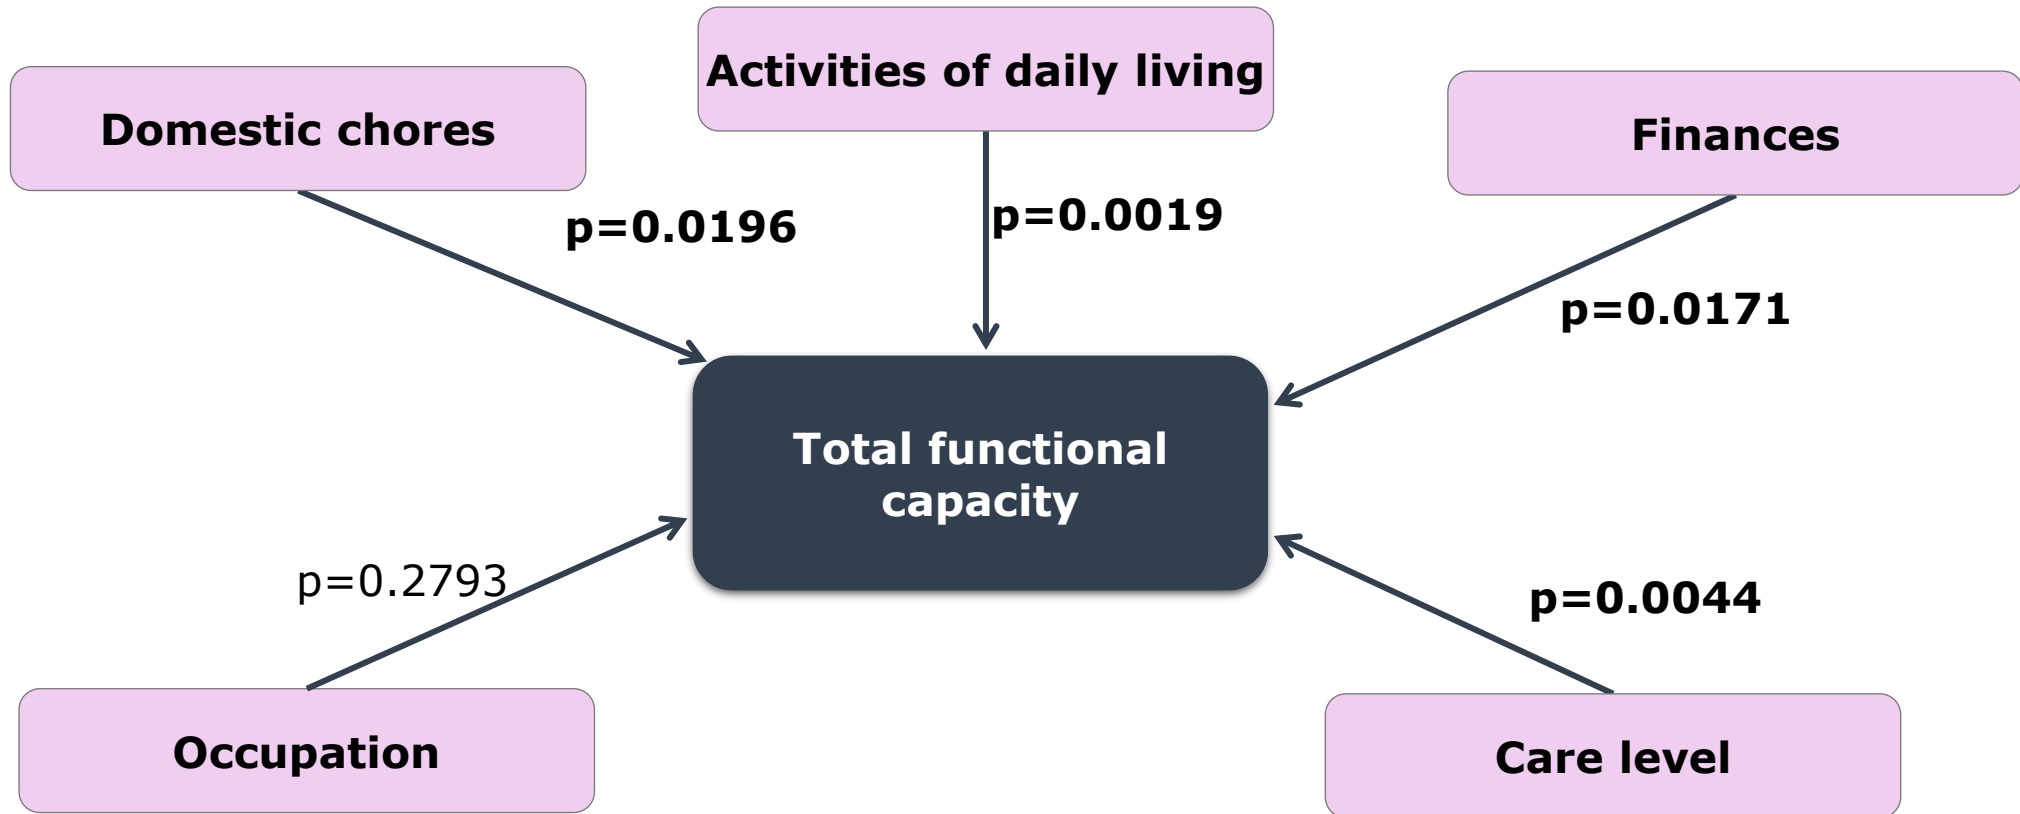 Activities of daily living
Domestic chores
Finances
p=0.0196
p=0.0019
p=0.0171
Total functional
capacity
p=0.2793
p=0.0044
Occupation
Care level